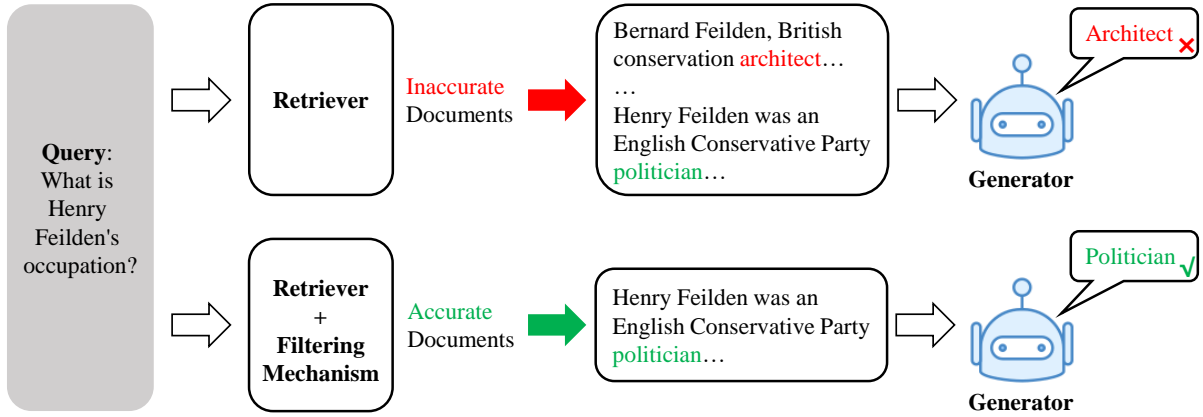 Query:
What is
Henry
Feilden's
occupation?
Retriever
Inaccurate
Documents
Bernard Feilden, British
conservation architect…
…
Henry Feilden was an
English Conservative Party
politician…
Architect
Generator
Retriever
+
Filtering
Mechanism
Accurate
Documents
Henry Feilden was an
English Conservative Party
politician…
Politician
Generator